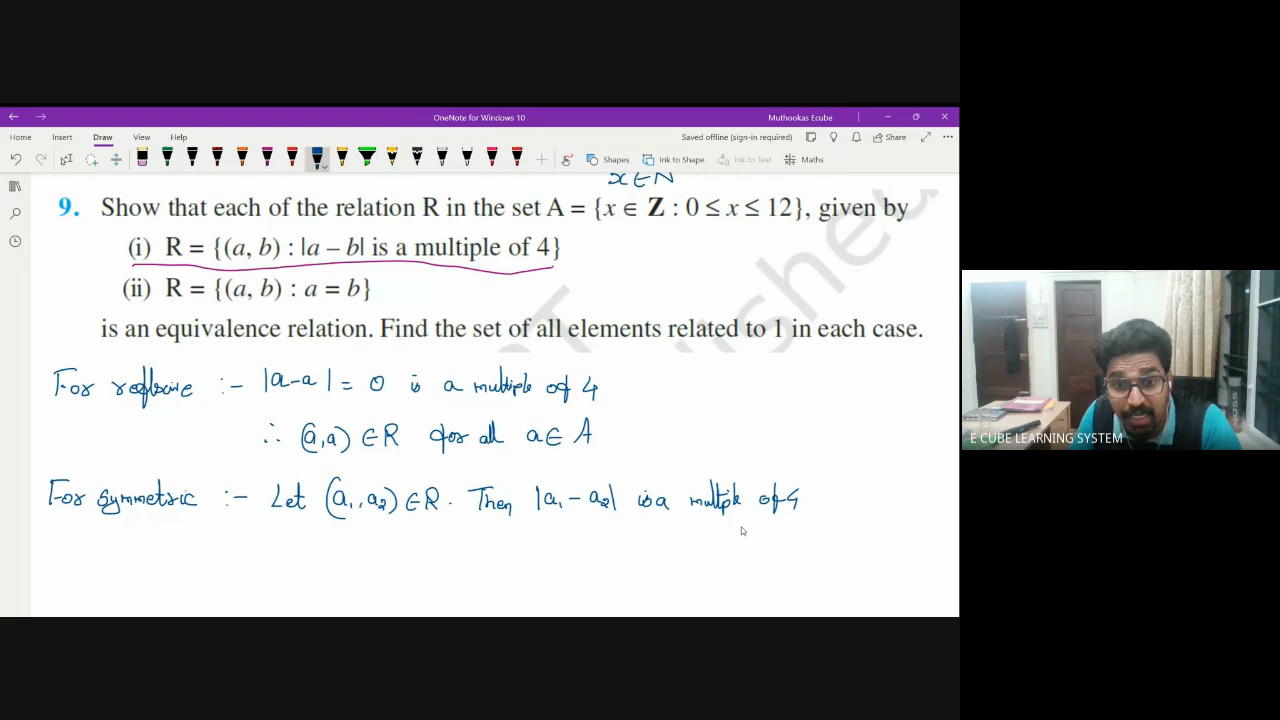 OneNote for Windows 10
Muthookas Ecube
Home Insert Draw View Help
Saved offline (sign-in required) Share
Shapes Ink to Shape Ink to Text Maths
x ∈ N
9. Show that each of the relation R in the set A = {x ∈ Z : 0 ≤ x ≤ 12}, given by
(i) R = {(a, b) : |a – b| is a multiple of 4}
(ii) R = {(a, b) : a = b}
is an equivalence relation. Find the set of all elements related to 1 in each case.
For reflexive :- |a-a| = 0 is a multiple of 4
∴ (a,a) ∈ R for all a ∈ A
For symmetric :- Let (a₁, a₂) ∈ R. Then |a₁ - a₂| is a multiple of 4
E CUBE LEARNING SYSTEM